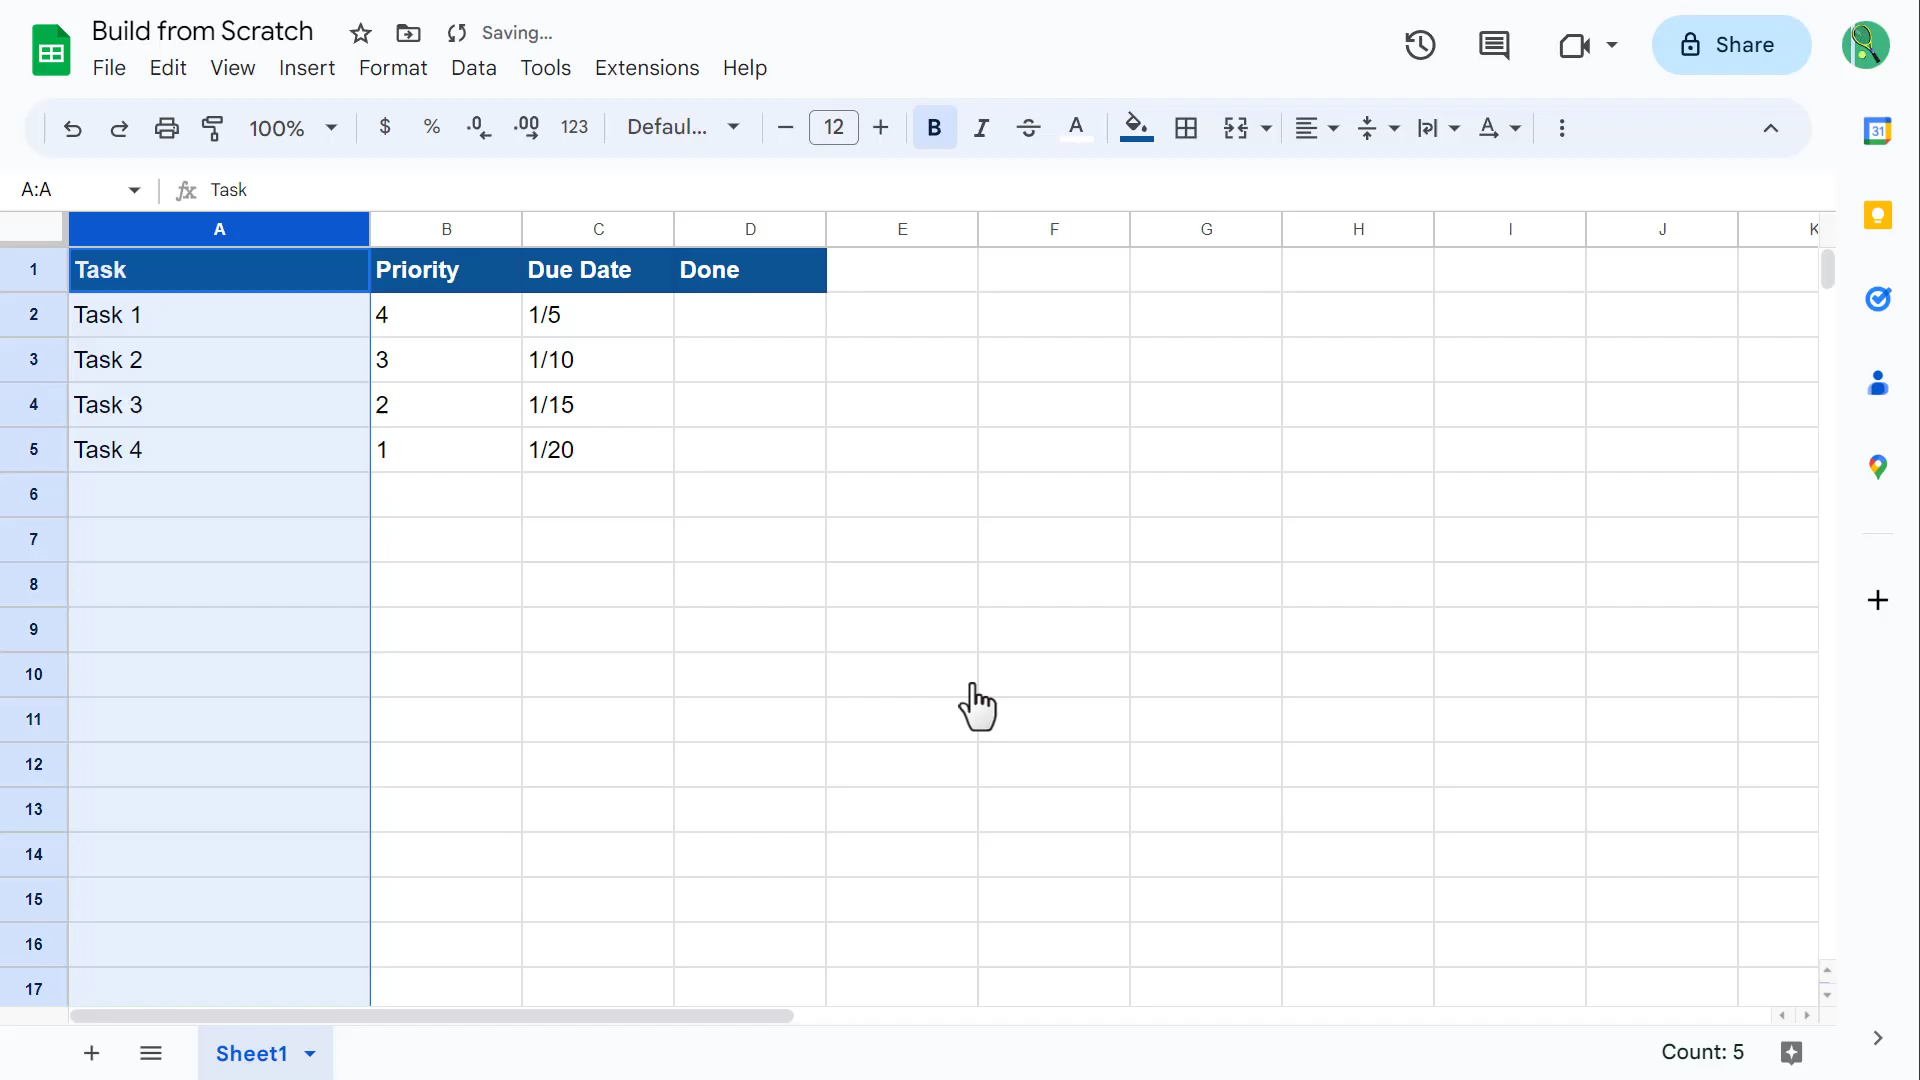 Build from Scratch Saving...
File Edit View Insert Format Data Tools Extensions Help
Share
100% $ % .0 .00 123 Defaul... 12 B I S A
31
A:A fx Task
A B C D E F G H I J K
1 Task Priority Due Date Done
2 Task 1 4 1/5
3 Task 2 3 1/10
4 Task 3 2 1/15
5 Task 4 1 1/20
6
7
8
9
10
11
12
13
14
15
16
17
Sheet1 Count: 5